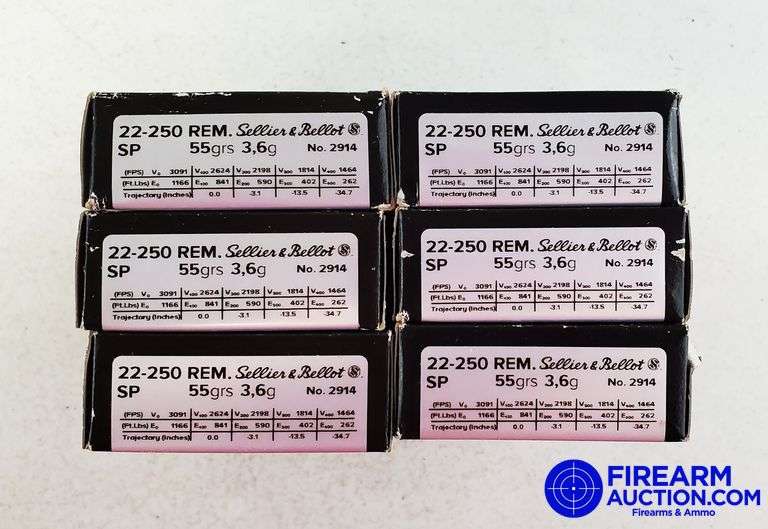 22-250 REM. Sellier & Bellot S&B
SP 55grs 3,6g No. 2914
(FPS) V₀ 3091 V₁₀₀ 2624 V₂₀₀ 2198 V₃₀₀ 1814 V₄₀₀ 1464
(Ft.Lbs) E₀ 1166 E₁₀₀ 841 E₂₀₀ 590 E₃₀₀ 402 E₄₀₀ 262
Trajectory (Inches) 0.0 -3.1 -13.5 -34.7
22-250 REM. Sellier & Bellot S&B
SP 55grs 3,6g No. 2914
(FPS) V₀ 3091 V₁₀₀ 2624 V₂₀₀ 2198 V₃₀₀ 1814 V₄₀₀ 1464
(Ft.Lbs) E₀ 1166 E₁₀₀ 841 E₂₀₀ 590 E₃₀₀ 402 E₄₀₀ 262
Trajectory (Inches) 0.0 -3.1 -13.5 -34.7
22-250 REM. Sellier & Bellot S&B
SP 55grs 3,6g No. 2914
(FPS) V₀ 3091 V₁₀₀ 2624 V₂₀₀ 2198 V₃₀₀ 1814 V₄₀₀ 1464
(Ft.Lbs) E₀ 1166 E₁₀₀ 841 E₂₀₀ 590 E₃₀₀ 402 E₄₀₀ 262
Trajectory (Inches) 0.0 -3.1 -13.5 -34.7
22-250 REM. Sellier & Bellot S&B
SP 55grs 3,6g No. 2914
(FPS) V₀ 3091 V₁₀₀ 2624 V₂₀₀ 2198 V₃₀₀ 1814 V₄₀₀ 1464
(Ft.Lbs) E₀ 1166 E₁₀₀ 841 E₂₀₀ 590 E₃₀₀ 402 E₄₀₀ 262
Trajectory (Inches) 0.0 -3.1 -13.5 -34.7
22-250 REM. Sellier & Bellot S&B
SP 55grs 3,6g No. 2914
(FPS) V₀ 3091 V₁₀₀ 2624 V₂₀₀ 2198 V₃₀₀ 1814 V₄₀₀ 1464
(Ft.Lbs) E₀ 1166 E₁₀₀ 841 E₂₀₀ 590 E₃₀₀ 402 E₄₀₀ 262
Trajectory (Inches) 0.0 -3.1 -13.5 -34.7
22-250 REM. Sellier & Bellot S&B
SP 55grs 3,6g No. 2914
(FPS) V₀ 3091 V₁₀₀ 2624 V₂₀₀ 2198 V₃₀₀ 1814 V₄₀₀ 1464
(Ft.Lbs) E₀ 1166 E₁₀₀ 841 E₂₀₀ 590 E₃₀₀ 402 E₄₀₀ 262
Trajectory (Inches) 0.0 -3.1 -13.5 -34.7
FIREARM
AUCTION.COM
Firearms & Ammo